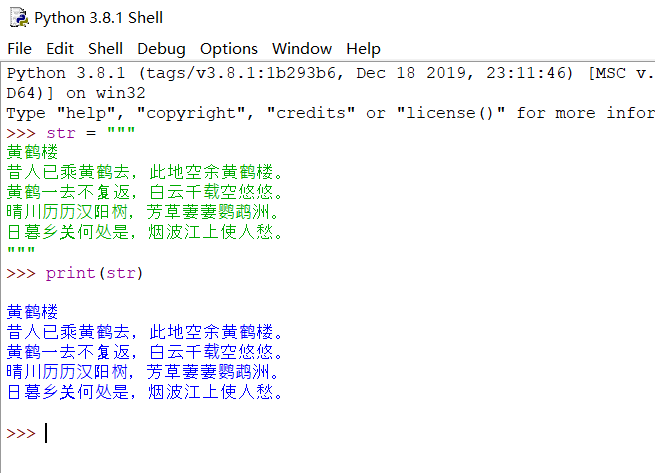 Python 3.8.1 Shell
File Edit Shell Debug Options Window Help
Python 3.8.1 (tags/v3.8.1:1b293b6, Dec 18 2019, 23:11:46) [MSC v.
D64)] on win32
Type "help", "copyright", "credits" or "license()" for more infor
>>> str = """
黄鹤楼
昔人已乘黄鹤去，此地空余黄鹤楼。
黄鹤一去不复返，白云千载空悠悠。
晴川历历汉阳树，芳草萋萋鹦鹉洲。
日暮乡关何处是，烟波江上使人愁。
"""
>>> print(str)
黄鹤楼
昔人已乘黄鹤去，此地空余黄鹤楼。
黄鹤一去不复返，白云千载空悠悠。
晴川历历汉阳树，芳草萋萋鹦鹉洲。
日暮乡关何处是，烟波江上使人愁。
>>>